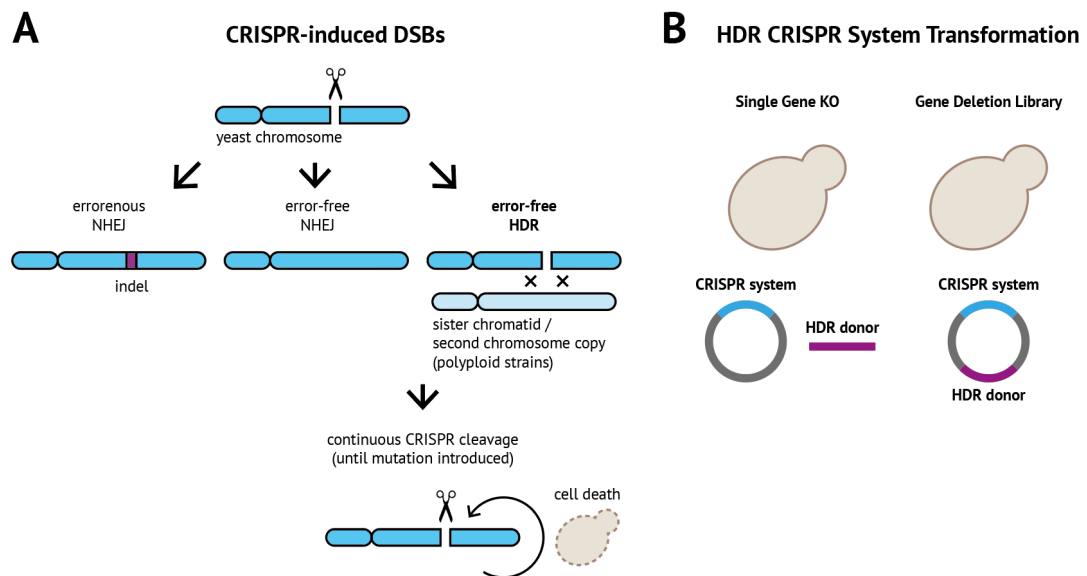 A
CRISPR-induced DSBs
yeast chromosome
errorenous
NHEJ
error-free
NHEJ
error-free
HDR
indel
sister chromatid /
second chromosome copy
(polyploid strains)
continuous CRISPR cleavage
(until mutation introduced)
cell death
B
HDR CRISPR System Transformation
Single Gene KO
Gene Deletion Library
CRISPR system
HDR donor
CRISPR system
HDR donor